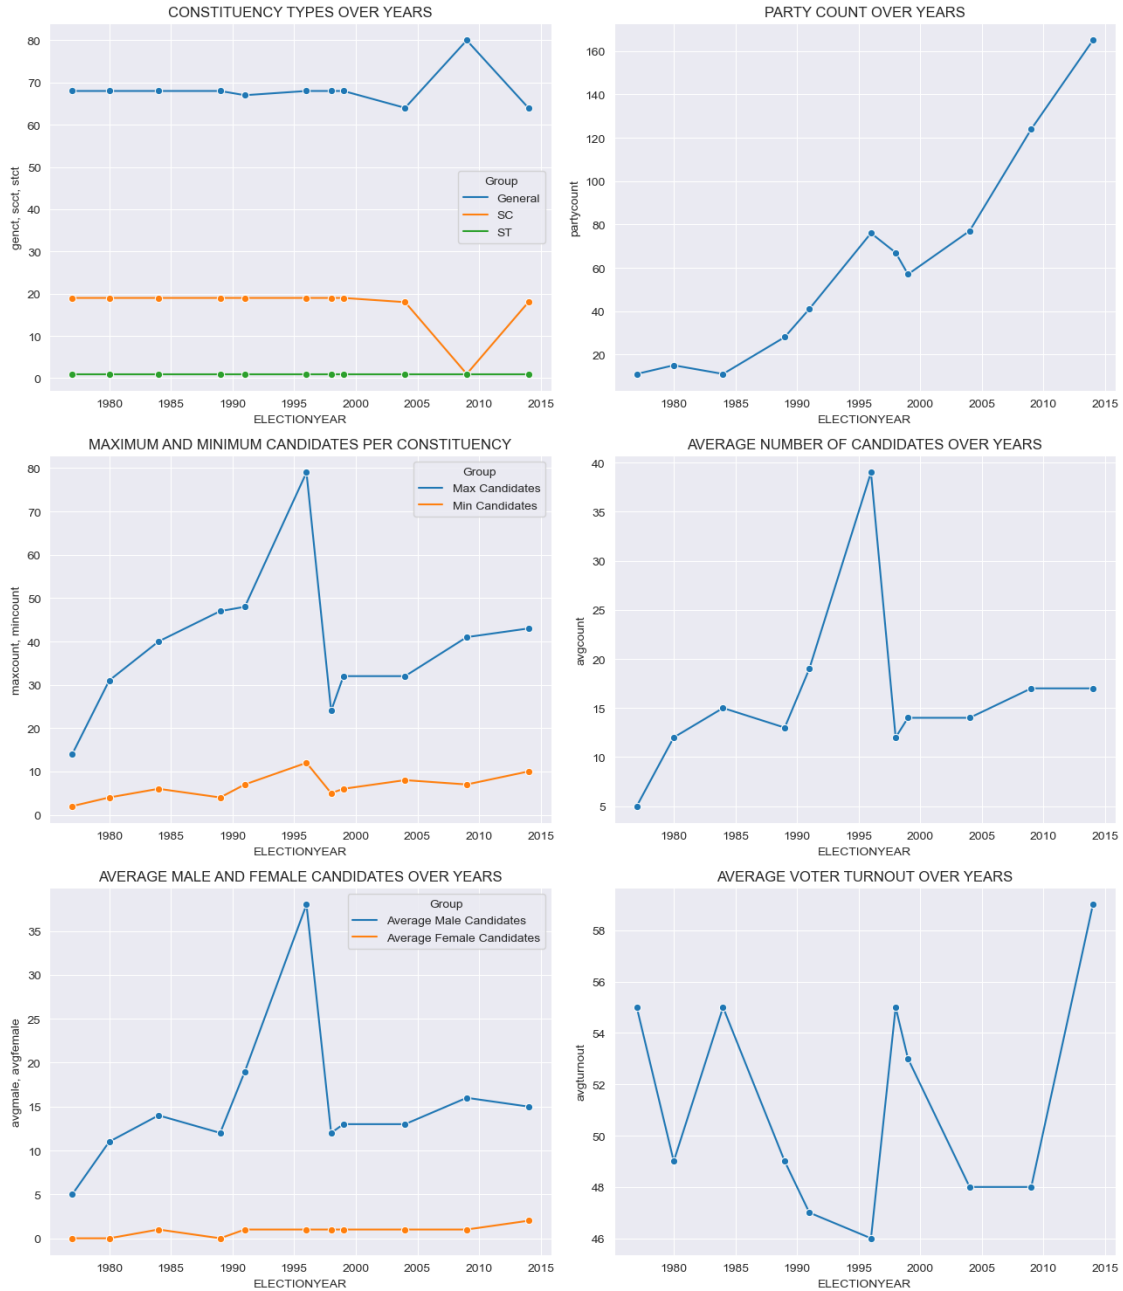 CONSTITUENCY TYPES OVER YEARS
genct, scct, stct
80
70
60
50
40
30
20
10
0
Group
General
SC
ST
1980 1985 1990 1995 2000 2005 2010 2015
ELECTIONYEAR
PARTY COUNT OVER YEARS
partycount
160
140
120
100
80
60
40
20
1980 1985 1990 1995 2000 2005 2010 2015
ELECTIONYEAR
MAXIMUM AND MINIMUM CANDIDATES PER CONSTITUENCY
maxcount, mincount
80
70
60
50
40
30
20
10
0
Group
Max Candidates
Min Candidates
1980 1985 1990 1995 2000 2005 2010 2015
ELECTIONYEAR
AVERAGE NUMBER OF CANDIDATES OVER YEARS
avgcount
40
35
30
25
20
15
10
5
1980 1985 1990 1995 2000 2005 2010 2015
ELECTIONYEAR
AVERAGE MALE AND FEMALE CANDIDATES OVER YEARS
avgmale, avgfemale
35
30
25
20
15
10
5
0
Group
Average Male Candidates
Average Female Candidates
1980 1985 1990 1995 2000 2005 2010 2015
ELECTIONYEAR
AVERAGE VOTER TURNOUT OVER YEARS
avgturnout
58
56
54
52
50
48
46
1980 1985 1990 1995 2000 2005 2010 2015
ELECTIONYEAR